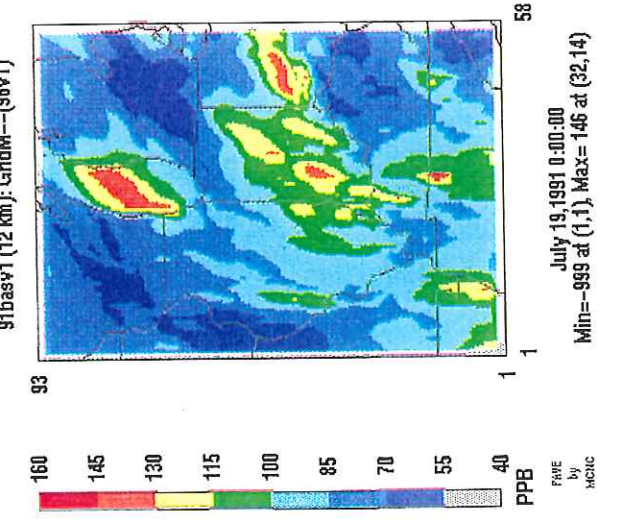 91basv1 (12 km): GridM--(96v1)
93
1
1
58
160
145
130
115
100
85
70
55
40
PPB
PAVE
by
MCNC
July 19,1991 0:00:00
Min=-999 at (1,1), Max= 146 at (32,14)